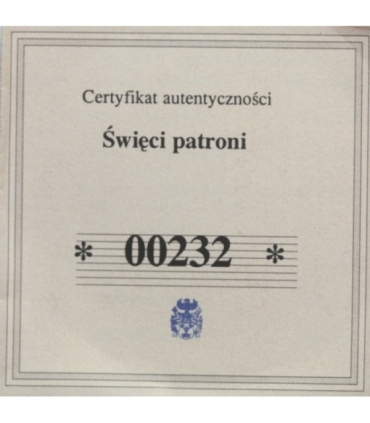 Certyfikat autentyczności
Święci patroni
* 00232 *